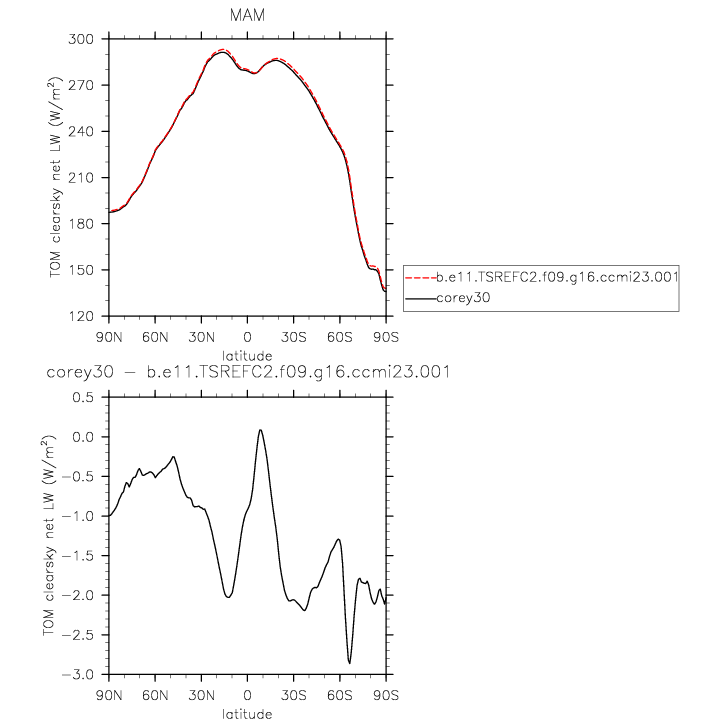 MAM
300
270
240
210
180
150
120
TOM clearsky net LW (W/m²)
90N 60N 30N 0 30S 60S 90S
latitude
b.e11.TSREFC2.f09.g16.ccmi23.001
corey30
corey30 − b.e11.TSREFC2.f09.g16.ccmi23.001
0.5
0.0
−0.5
−1.0
−1.5
−2.0
−2.5
−3.0
TOM clearsky net LW (W/m²)
90N 60N 30N 0 30S 60S 90S
latitude